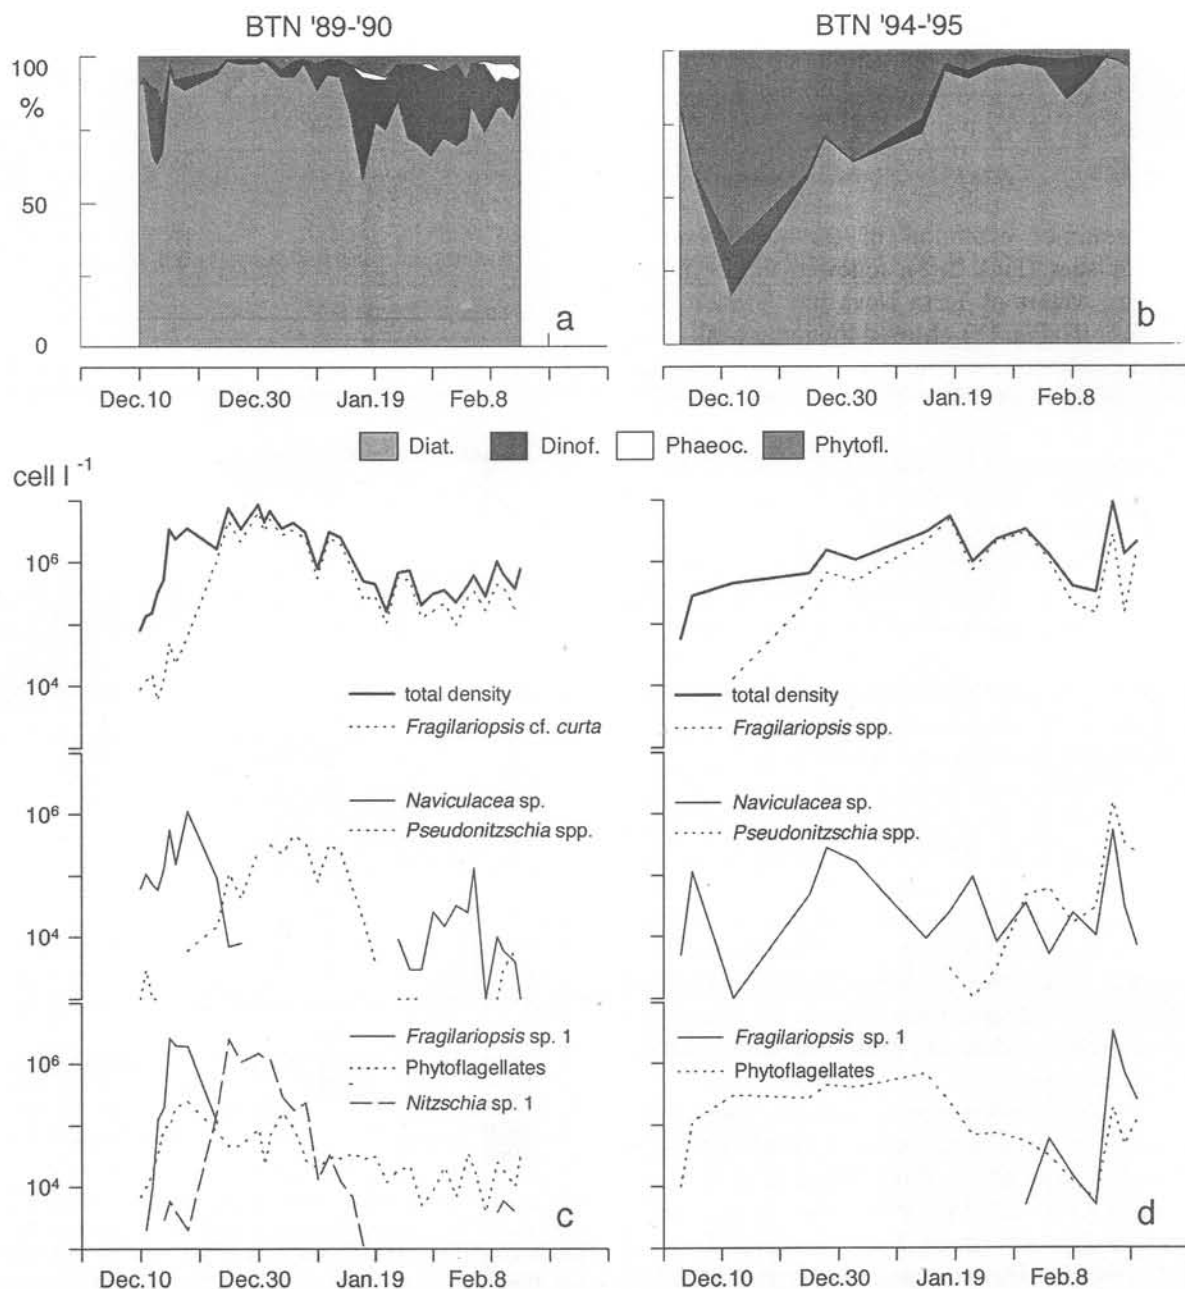 BTN '89-'90
BTN '94-'95
100
%
50
0
a
b
Dec.10 Dec.30 Jan.19 Feb.8
Dec.10 Dec.30 Jan.19 Feb.8
Diat. Dinof. Phaeoc. Phytofl.
cell l⁻¹
10⁶
10⁴
total density
Fragilariopsis cf. curta
total density
Fragilariopsis spp.
10⁶
10⁴
Naviculacea sp.
Pseudonitzschia spp.
Naviculacea sp.
Pseudonitzschia spp.
10⁶
10⁴
Fragilariopsis sp. 1
Phytoflagellates
Nitzschia sp. 1
c
Fragilariopsis sp. 1
Phytoflagellates
d
Dec.10 Dec.30 Jan.19 Feb.8
Dec.10 Dec.30 Jan.19 Feb.8